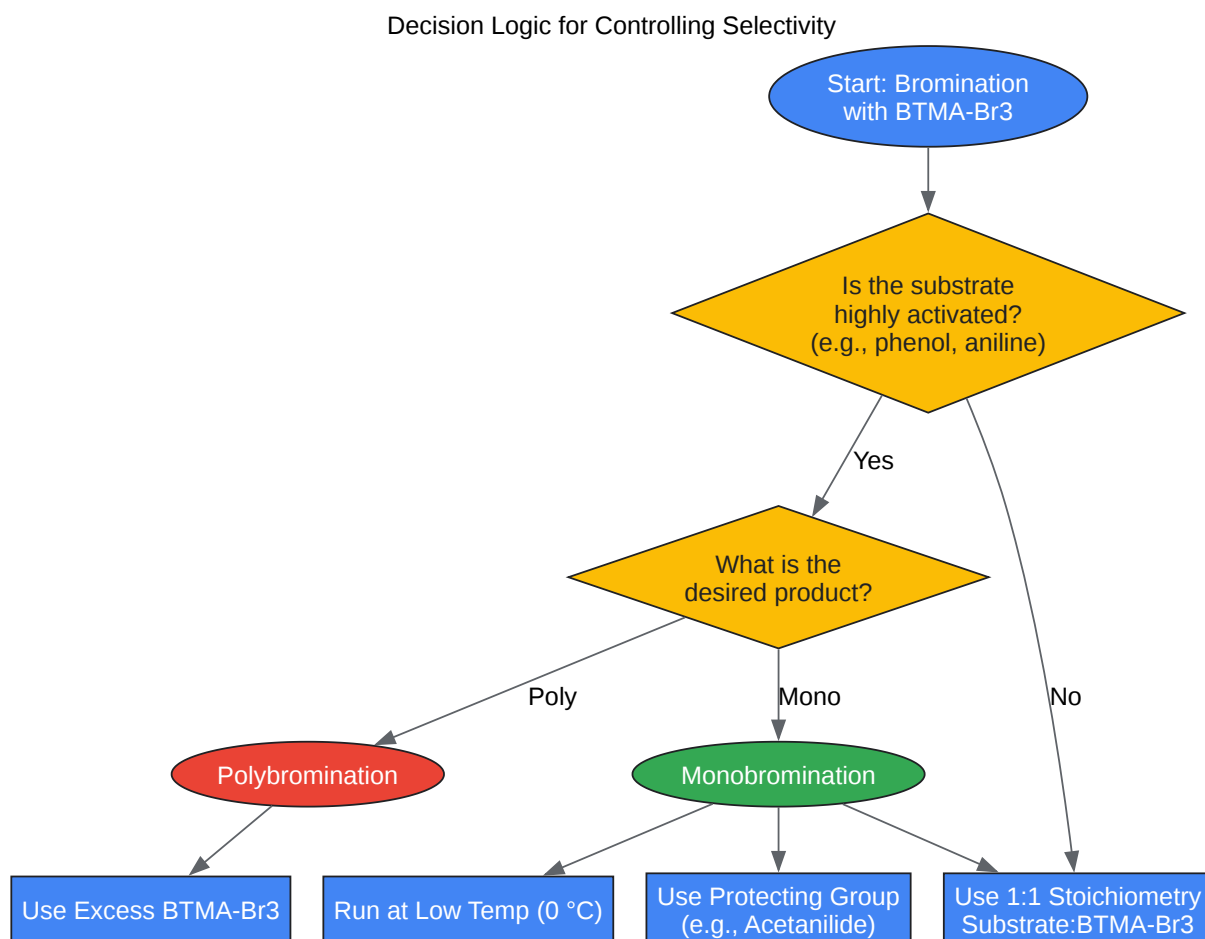 Decision Logic for Controlling Selectivity
Start: Bromination
with BTMA-Br3
Is the substrate
highly activated?
(e.g., phenol, aniline)
Yes
What is the
desired product?
Poly
Mono
No
Polybromination
Monobromination
Use Excess BTMA-Br3
Run at Low Temp (0 °C)
Use Protecting Group
(e.g., Acetanilide)
Use 1:1 Stoichiometry
Substrate:BTMA-Br3